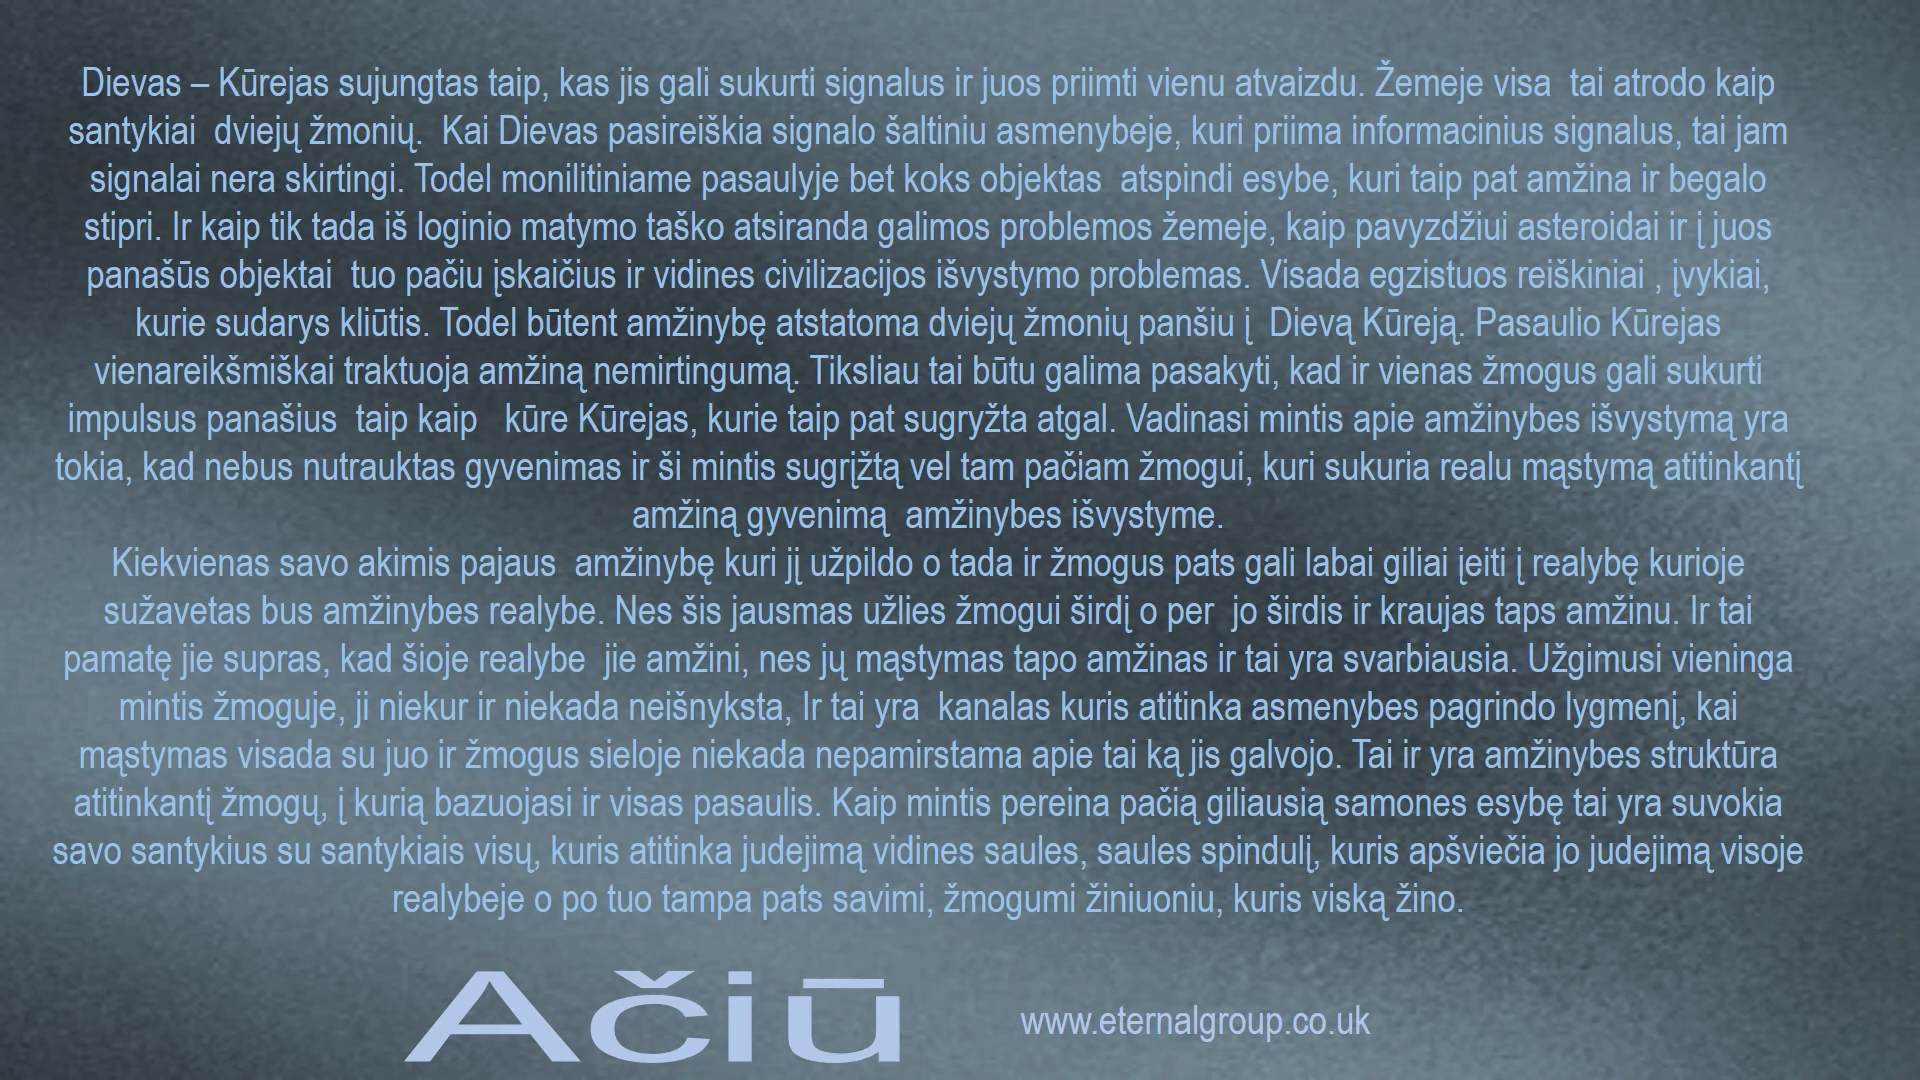 Dievas – Kūrejas sujungtas taip, kas jis gali sukurti signalus ir juos priimti vienu atvaizdu. Žemeje visa tai atrodo kaip
santykiai dviejų žmonių. Kai Dievas pasireiškia signalo šaltiniu asmenybeje, kuri priima informacinius signalus, tai jam
signalai nera skirtingi. Todel monilitiniame pasaulyje bet koks objektas atspindi esybe, kuri taip pat amžina ir begalo
stipri. Ir kaip tik tada iš loginio matymo taško atsiranda galimos problemos žemeje, kaip pavyzdžiui asteroidai ir į juos
panašūs objektai tuo pačiu įskaičius ir vidines civilizacijos išvystymo problemas. Visada egzistuos reiškiniai , įvykiai,
kurie sudarys kliūtis. Todel būtent amžinybę atstatoma dviejų žmonių panšiu į Dievą Kūreją. Pasaulio Kūrejas
vienareikšmiškai traktuoja amžiną nemirtingumą. Tiksliau tai būtu galima pasakyti, kad ir vienas žmogus gali sukurti
impulsus panašius taip kaip kūre Kūrejas, kurie taip pat sugryžta atgal. Vadinasi mintis apie amžinybes išvystymą yra
tokia, kad nebus nutrauktas gyvenimas ir ši mintis sugrįžtą vel tam pačiam žmogui, kuri sukuria realu mąstymą atitinkantį
amžiną gyvenimą amžinybes išvystyme.
Kiekvienas savo akimis pajaus amžinybę kuri jį užpildo o tada ir žmogus pats gali labai giliai įeiti į realybę kurioje
sužavetas bus amžinybes realybe. Nes šis jausmas užlies žmogui širdį o per jo širdis ir kraujas taps amžinu. Ir tai
pamatę jie supras, kad šioje realybe jie amžini, nes jų mąstymas tapo amžinas ir tai yra svarbiausia. Užgimusi vieninga
mintis žmoguje, ji niekur ir niekada neišnyksta, Ir tai yra kanalas kuris atitinka asmenybes pagrindo lygmenį, kai
mąstymas visada su juo ir žmogus sieloje niekada nepamirstama apie tai ką jis galvojo. Tai ir yra amžinybes struktūra
atitinkantį žmogų, į kurią bazuojasi ir visas pasaulis. Kaip mintis pereina pačią giliausią samones esybę tai yra suvokia
savo santykius su santykiais visų, kuris atitinka judejimą vidines saules, saules spindulį, kuris apšviečia jo judejimą visoje
realybeje o po tuo tampa pats savimi, žmogumi žiniuoniu, kuris viską žino.
Ačiū
www.eternalgroup.co.uk